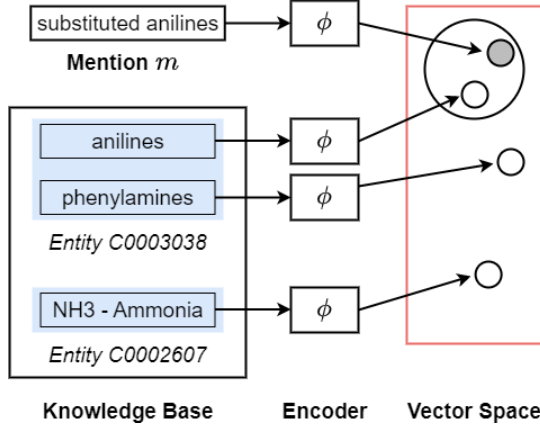 substituted anilines
ϕ
Mention m
anilines
ϕ
phenylamines
ϕ
Entity C0003038
NH3 - Ammonia
ϕ
Entity C0002607
Knowledge Base
Encoder
Vector Space